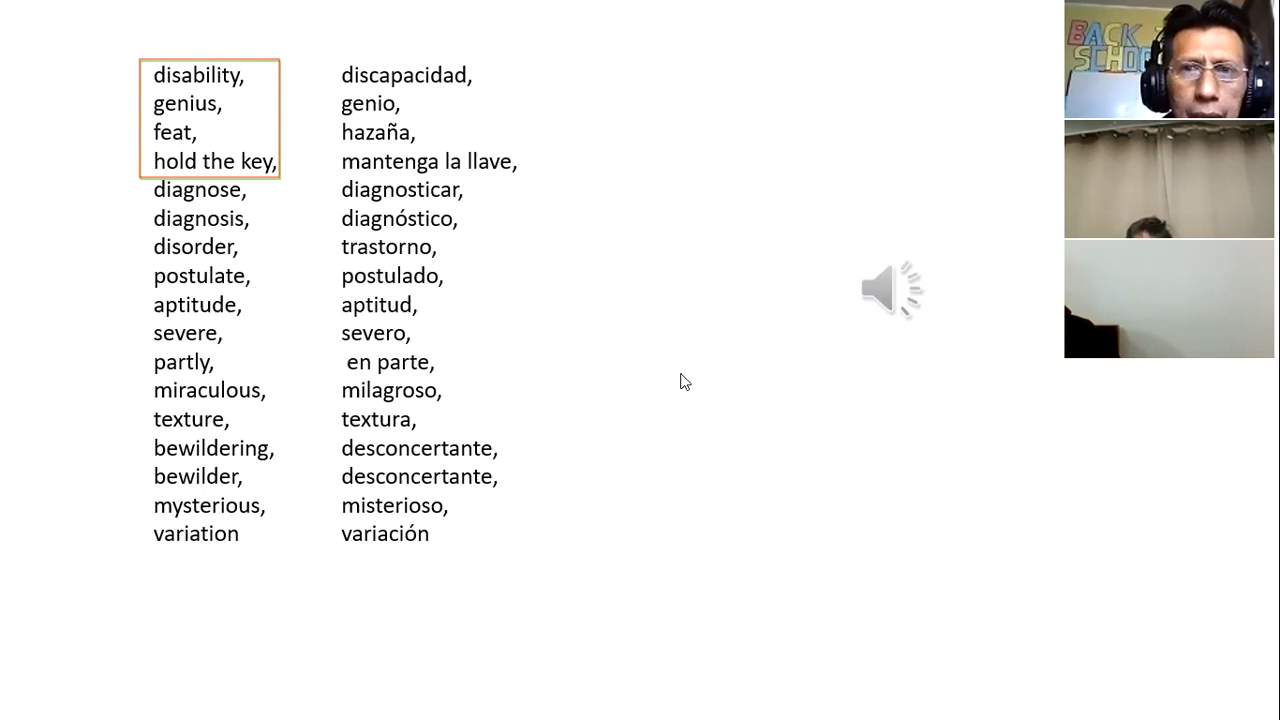 disability, discapacidad,
genius, genio,
feat, hazaña,
hold the key, mantenga la llave,
diagnose, diagnosticar,
diagnosis, diagnóstico,
disorder, trastorno,
postulate, postulado,
aptitude, aptitud,
severe, severo,
partly, en parte,
miraculous, milagroso,
texture, textura,
bewildering, desconcertante,
bewilder, desconcertante,
mysterious, misterioso,
variation variación
BACK
SCHO